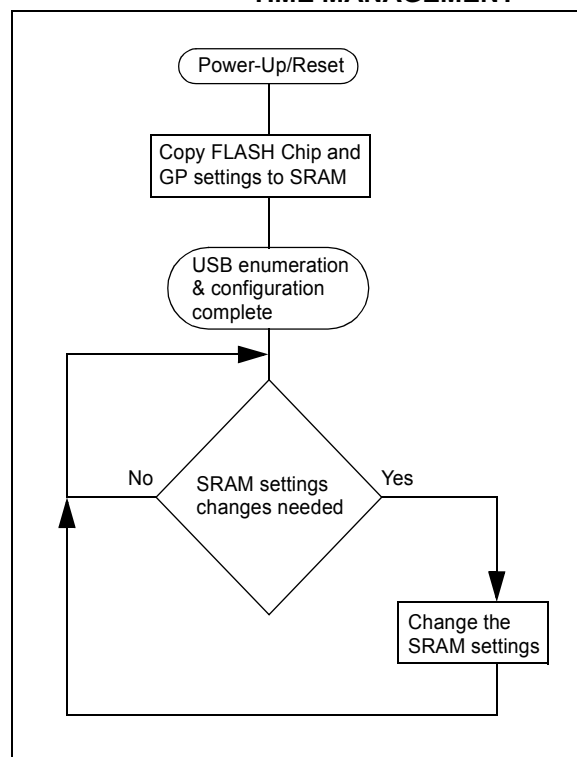 TIME MANAGEMENT
Power-Up/Reset
Copy FLASH Chip and
GP settings to SRAM
USB enumeration
& configuration
complete
No
SRAM settings
changes needed
Yes
Change the
SRAM settings